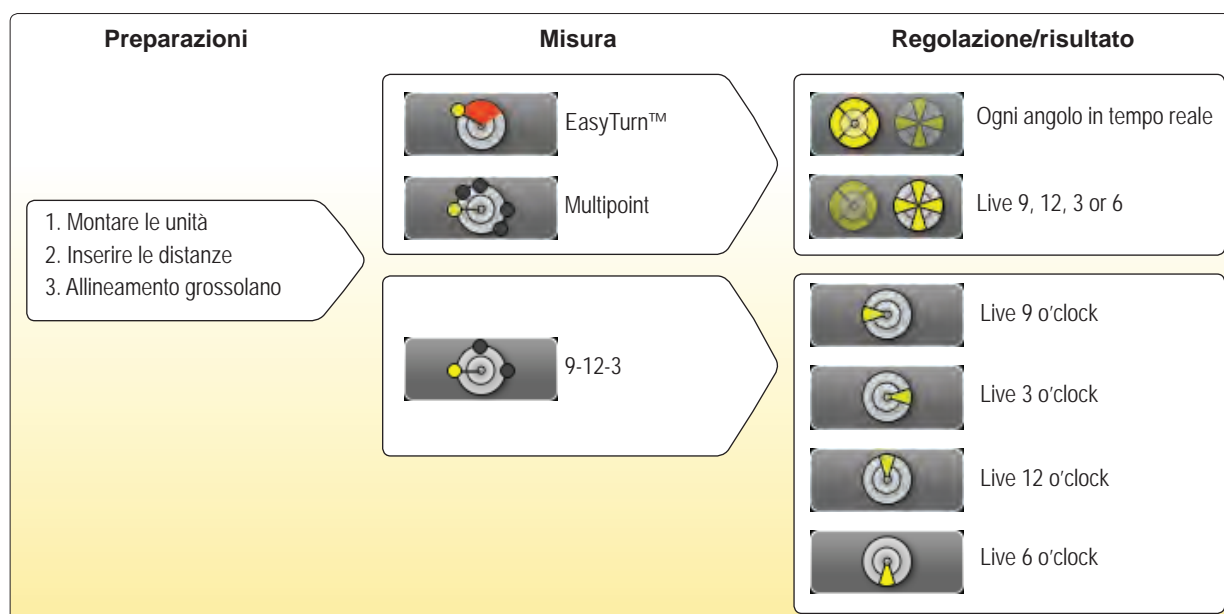 Preparazioni
Misura
Regolazione/risultato
1. Montare le unità
2. Inserire le distanze
3. Allineamento grossolano
EasyTurn™
Multipoint
9-12-3
Ogni angolo in tempo reale
Live 9, 12, 3 or 6
Live 9 o’clock
Live 3 o’clock
Live 12 o’clock
Live 6 o’clock